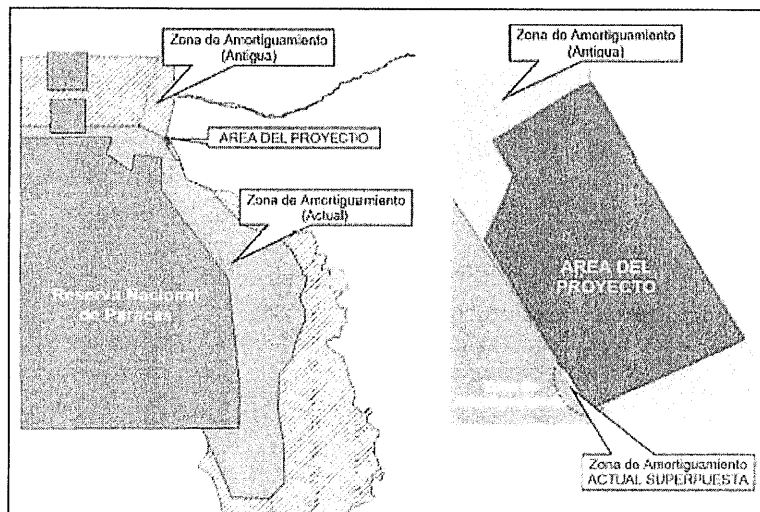 Zona de Amortiguamiento
(Antigua)
AREA DEL PROYECTO
Zona de Amortiguamiento
(Actual)
Reserva Nacional
de Paracas
Zona de Amortiguamiento
(Antigua)
AREA DEL
PROYECTO
Zona de Amortiguamiento
ACTUAL SUPERPUESTA